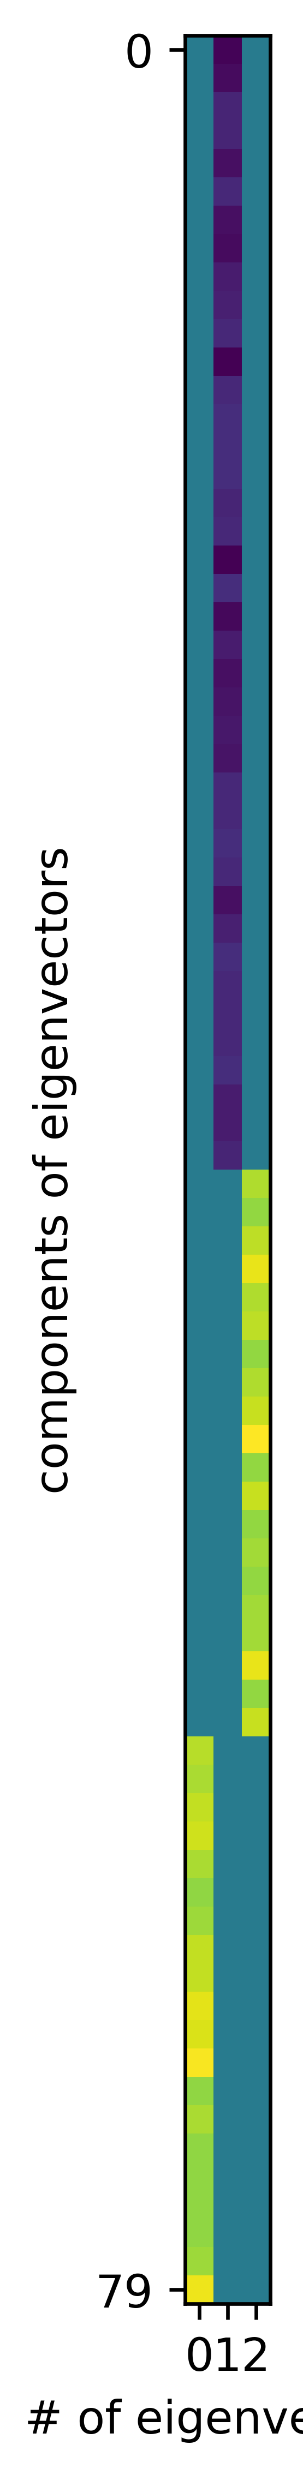 0
components of eigenvectors
79
012
# of eigenve